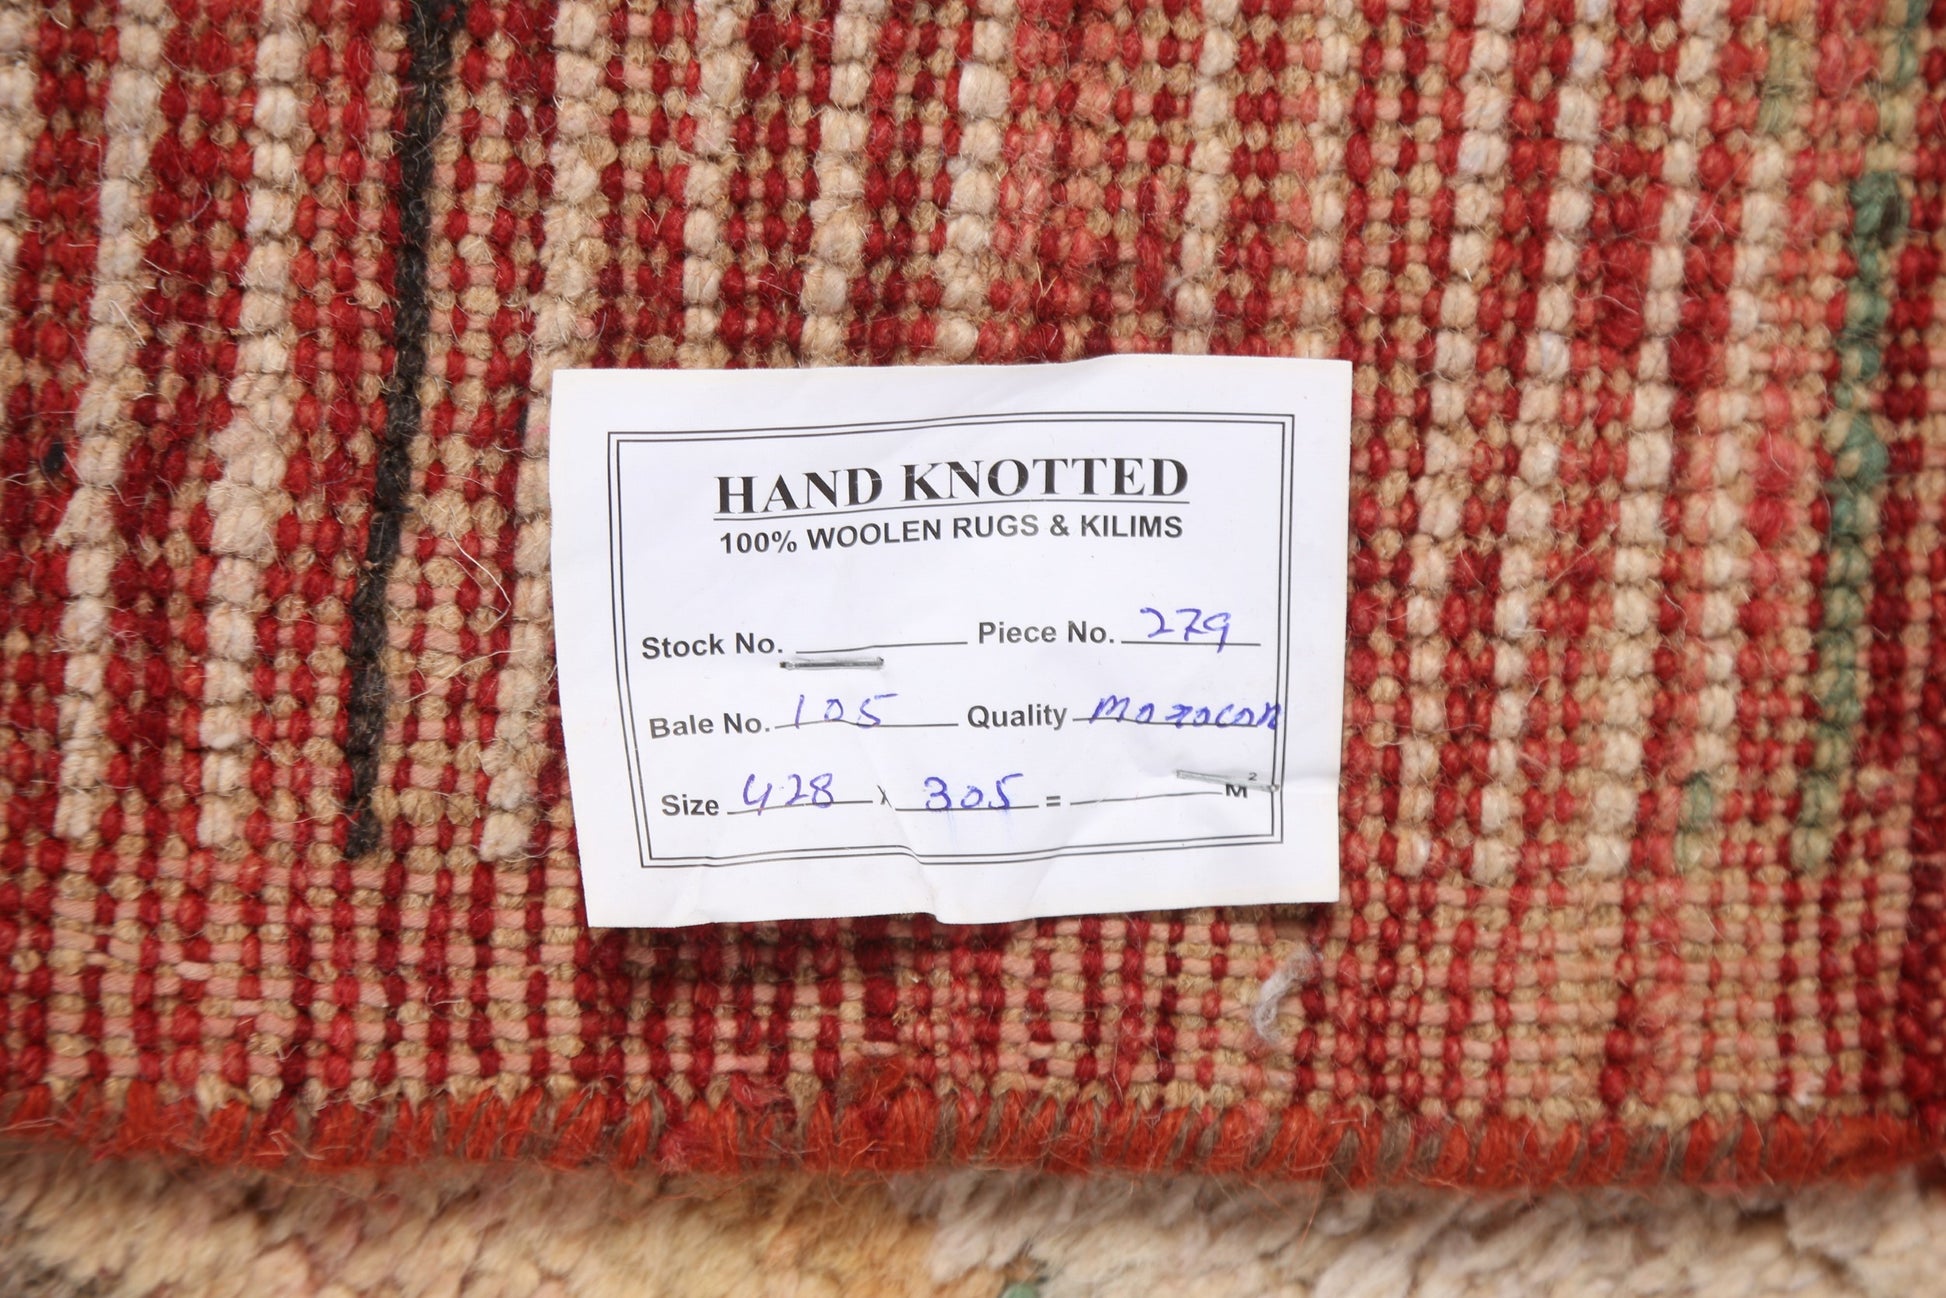 HAND KNOTTED
100% WOOLEN RUGS & KILIMS
Stock No. Piece No. 279
Bale No. 105 Quality Morocan
Size 428 x 305 = M²